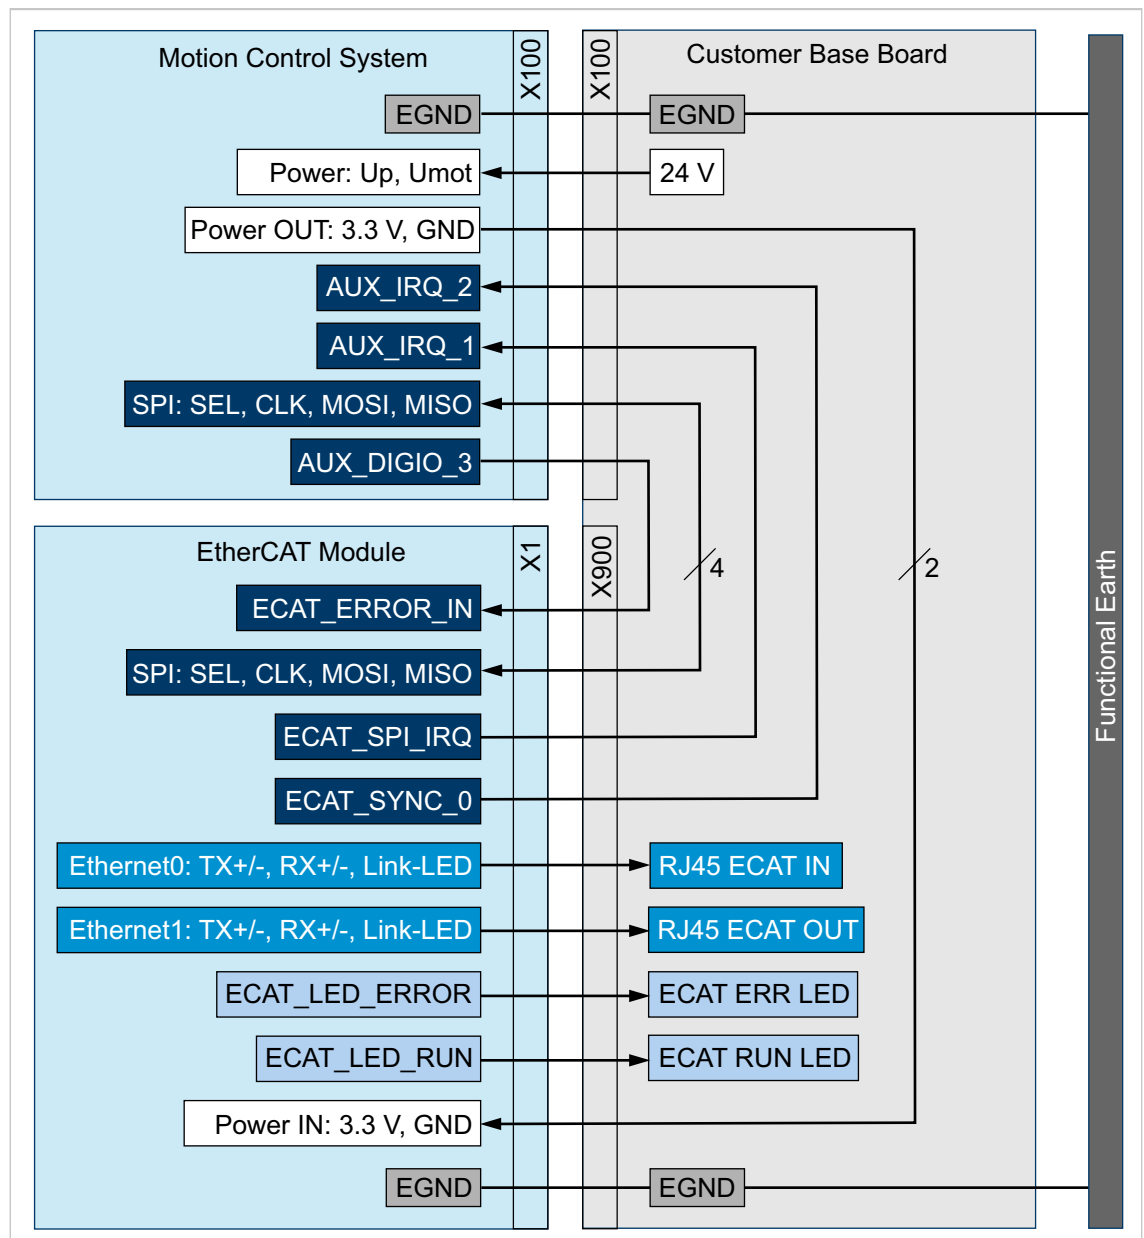 Motion Control System
X100
X100
Customer Base Board
EGND
EGND
Power: Up, Umot
24 V
Power OUT: 3.3 V, GND
AUX_IRQ_2
AUX_IRQ_1
SPI: SEL, CLK, MOSI, MISO
AUX_DIGIO_3
EtherCAT Module
X1
X900
4
2
Functional Earth
ECAT_ERROR_IN
SPI: SEL, CLK, MOSI, MISO
ECAT_SPI_IRQ
ECAT_SYNC_0
Ethernet0: TX+/-, RX+/-, Link-LED
RJ45 ECAT IN
Ethernet1: TX+/-, RX+/-, Link-LED
RJ45 ECAT OUT
ECAT_LED_ERROR
ECAT ERR LED
ECAT_LED_RUN
ECAT RUN LED
Power IN: 3.3 V, GND
EGND
EGND